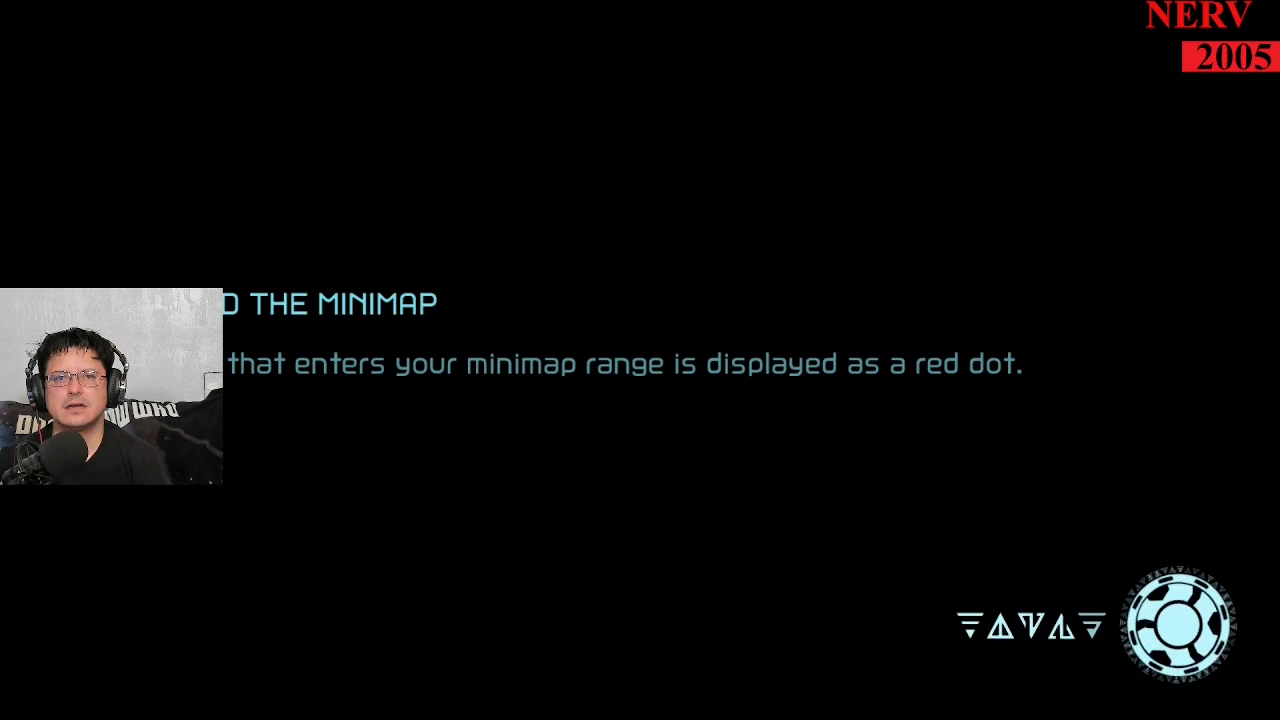 NERV
2005
D THE MINIMAP
that enters your minimap range is displayed as a red dot.